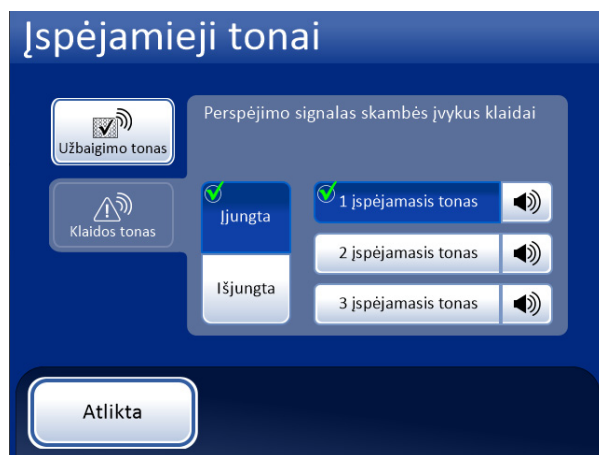 Įspėjamieji tonai
Užbaigimo tonas
Klaidos tonas
Perspėjimo signalas skambės įvykus klaidai
Įjungta
Išjungta
1 įspėjamasis tonas
2 įspėjamasis tonas
3 įspėjamasis tonas
Atlikta